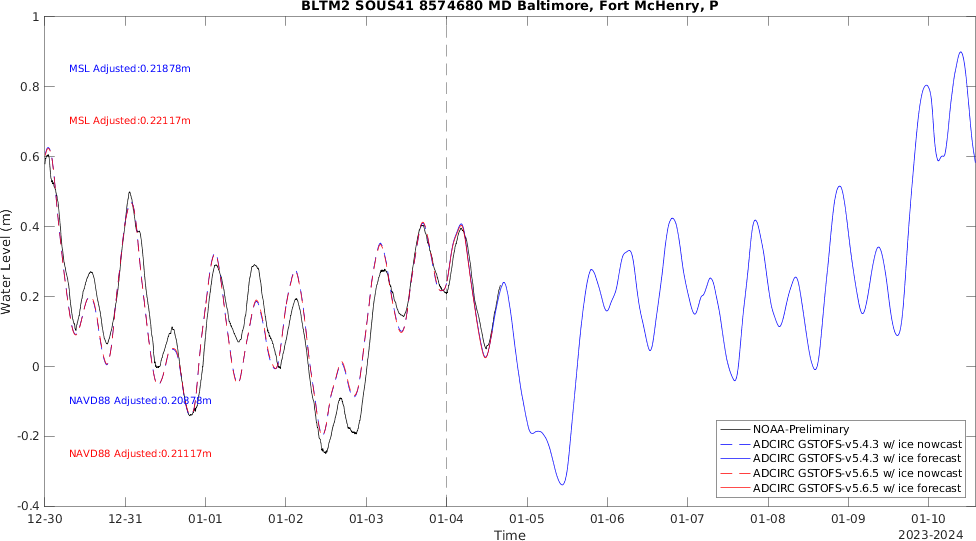 BLTM2 SOUS41 8574680 MD Baltimore, Fort McHenry, P
1
0.8
0.6
0.4
0.2
0
-0.2
-0.4
Water Level (m)
MSL Adjusted:0.21878m
MSL Adjusted:0.22117m
NAVD88 Adjusted:0.20878m
NAVD88 Adjusted:0.21117m
NOAA-Preliminary
ADCIRC GSTOFS-v5.4.3 w/ ice nowcast
ADCIRC GSTOFS-v5.4.3 w/ ice forecast
ADCIRC GSTOFS-v5.6.5 w/ ice nowcast
ADCIRC GSTOFS-v5.6.5 w/ ice forecast
12-30 12-31 01-01 01-02 01-03 01-04 01-05 01-06 01-07 01-08 01-09 01-10
Time
2023-2024